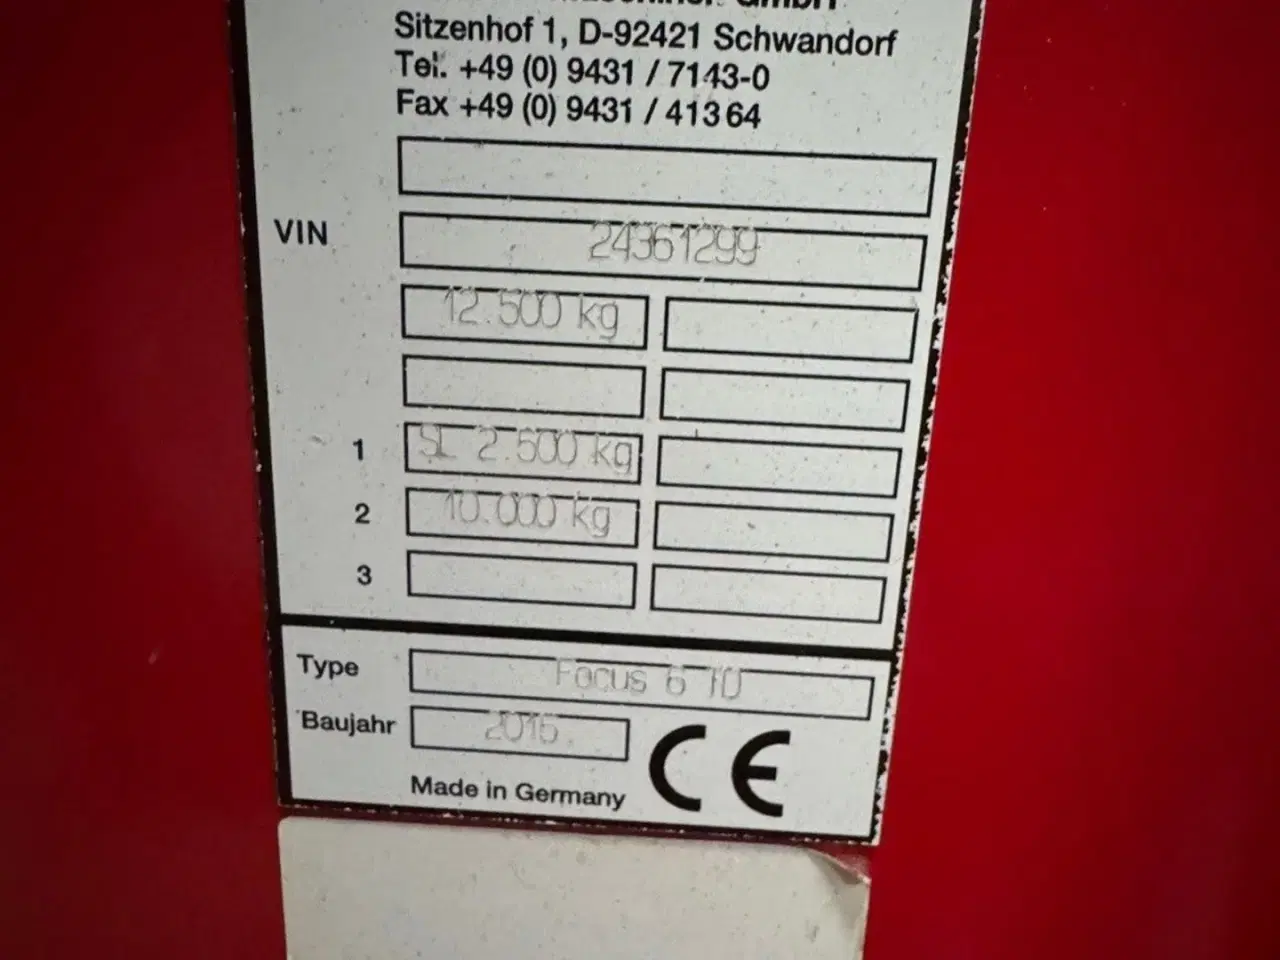 GmbH
Sitzenhof 1, D-92421 Schwandorf
Tel. +49 (0) 9431 / 7143-0
Fax +49 (0) 9431 / 413 64
VIN 24361299
12.500 kg
1 SL 2.500 kg
2 10.000 kg
3
Type Focus 6 TD
Baujahr
Made in Germany CE